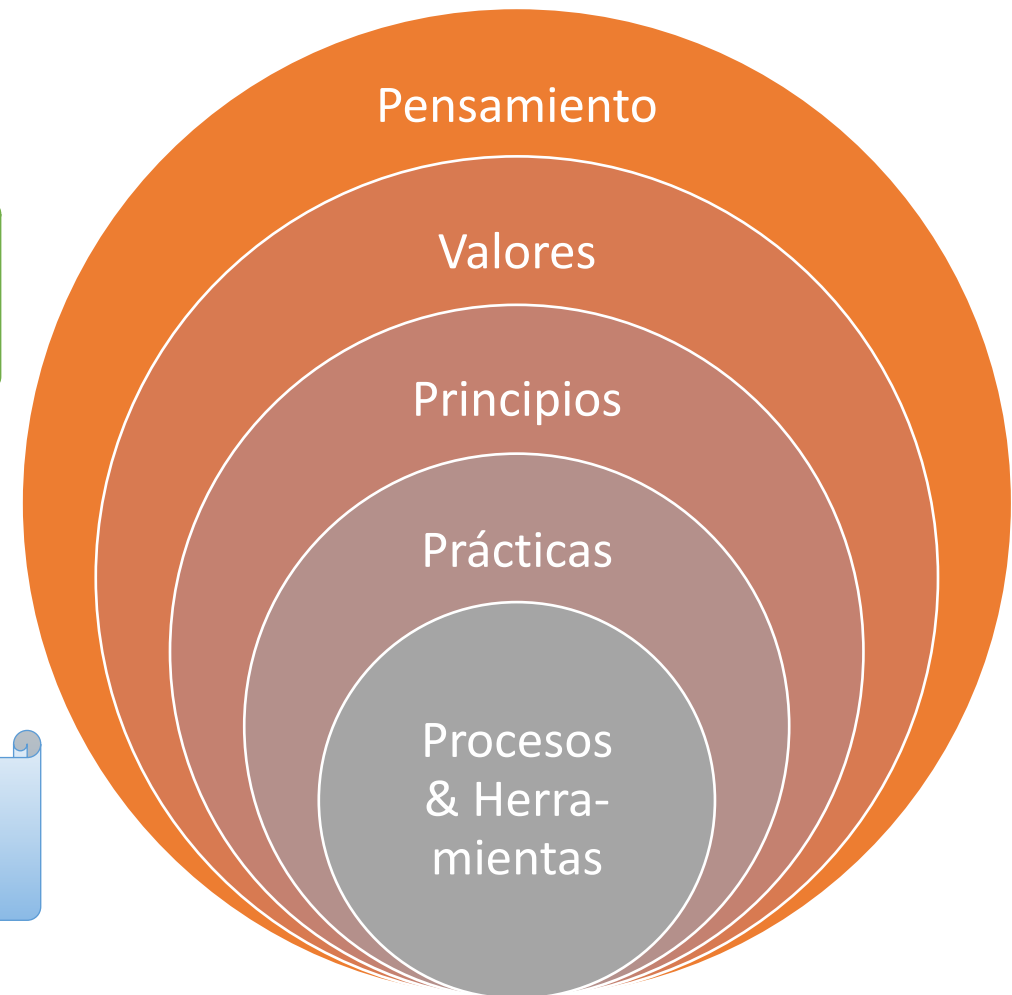 Pensamiento
Valores
Principios
Prácticas
Procesos
& Herra-
mientas